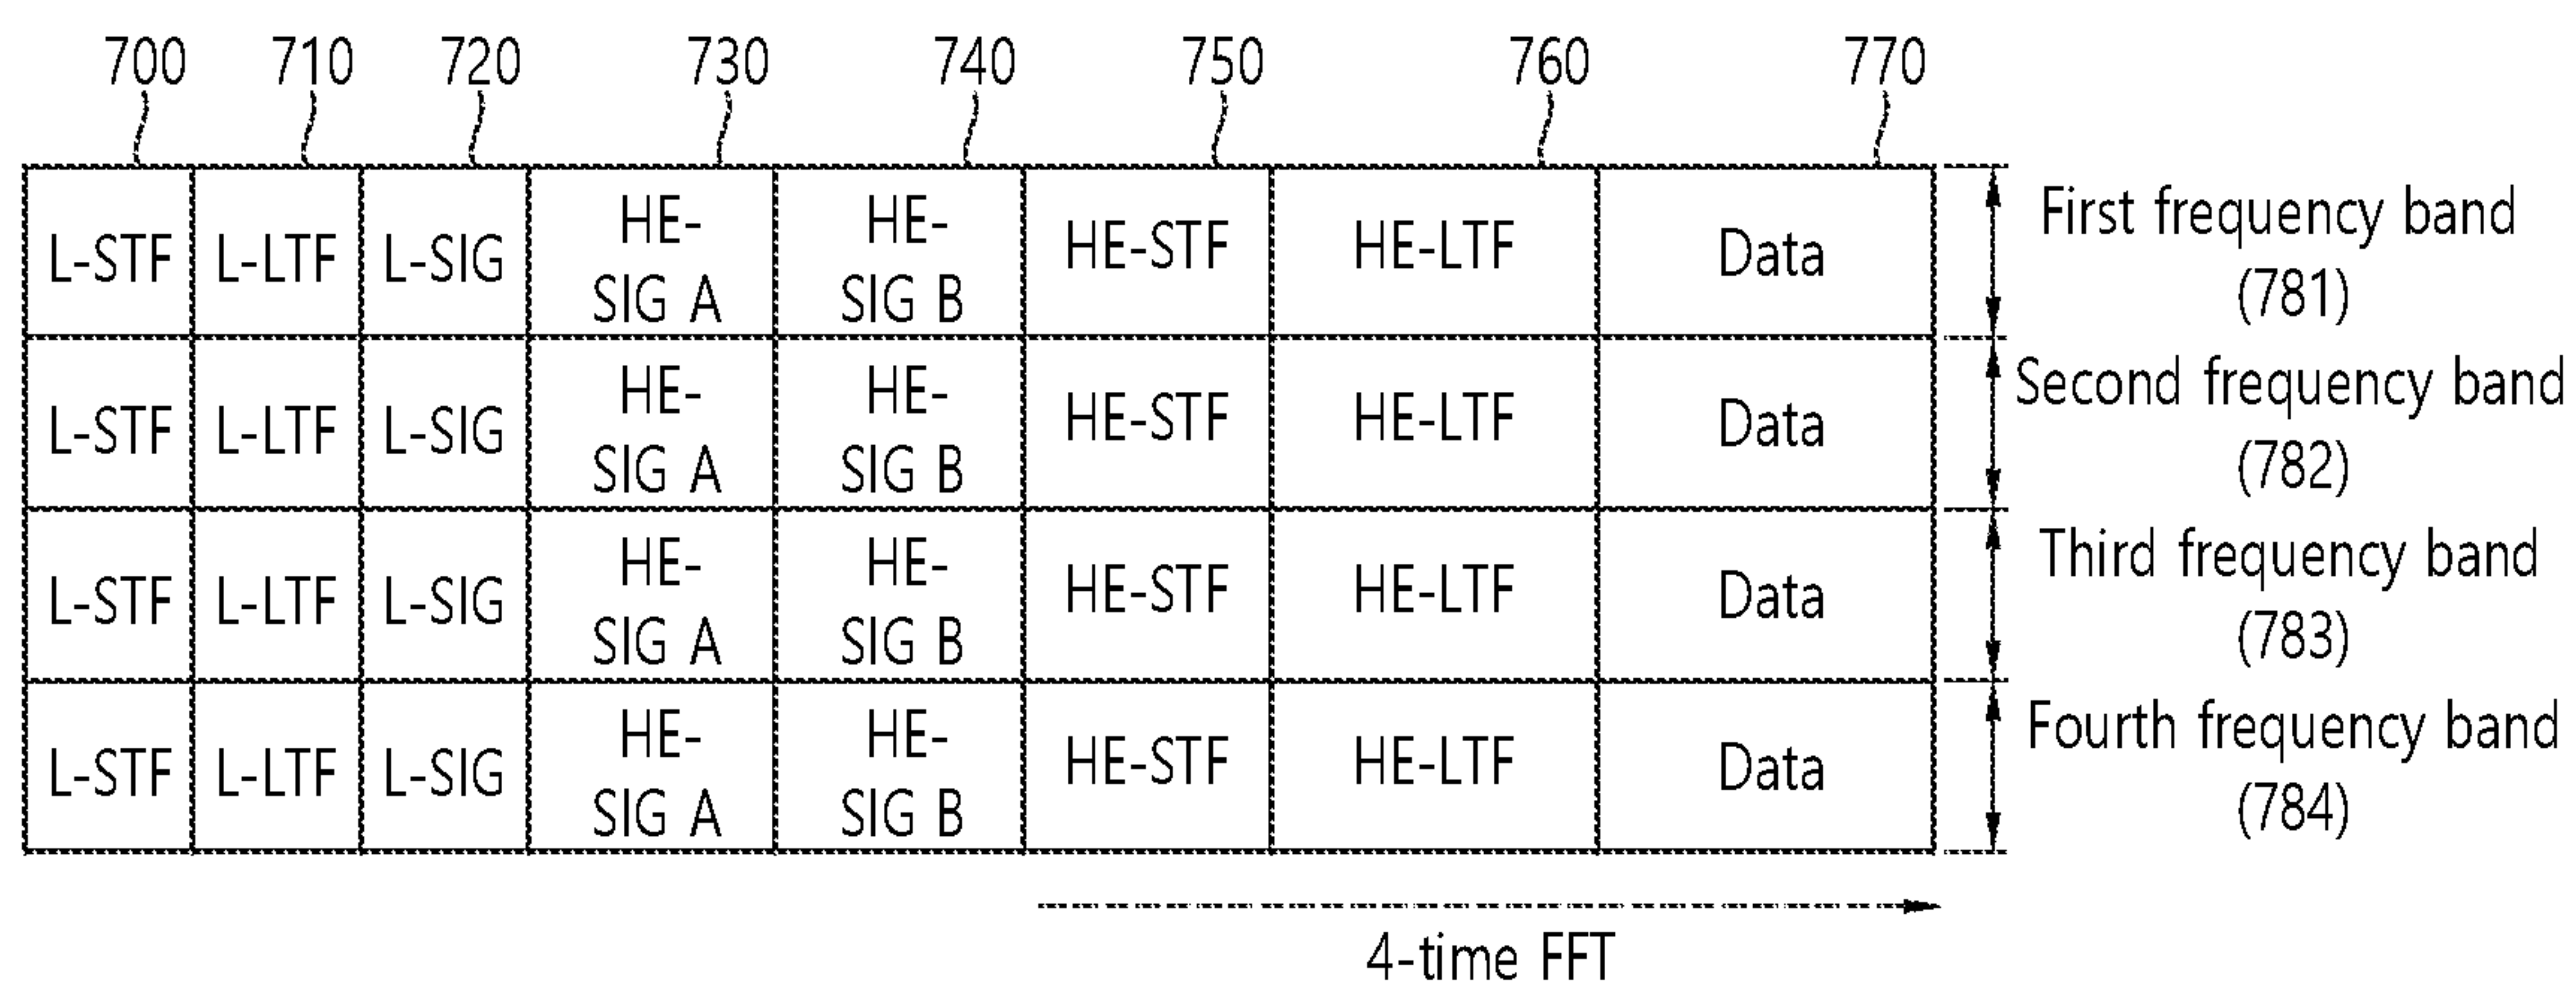 700 710 720 730 740 750 760 770
L-STF L-LTF L-SIG HE-SIG A HE-SIG B HE-STF HE-LTF Data First frequency band (781)
L-STF L-LTF L-SIG HE-SIG A HE-SIG B HE-STF HE-LTF Data Second frequency band (782)
L-STF L-LTF L-SIG HE-SIG A HE-SIG B HE-STF HE-LTF Data Third frequency band (783)
L-STF L-LTF L-SIG HE-SIG A HE-SIG B HE-STF HE-LTF Data Fourth frequency band (784)
4-time FFT